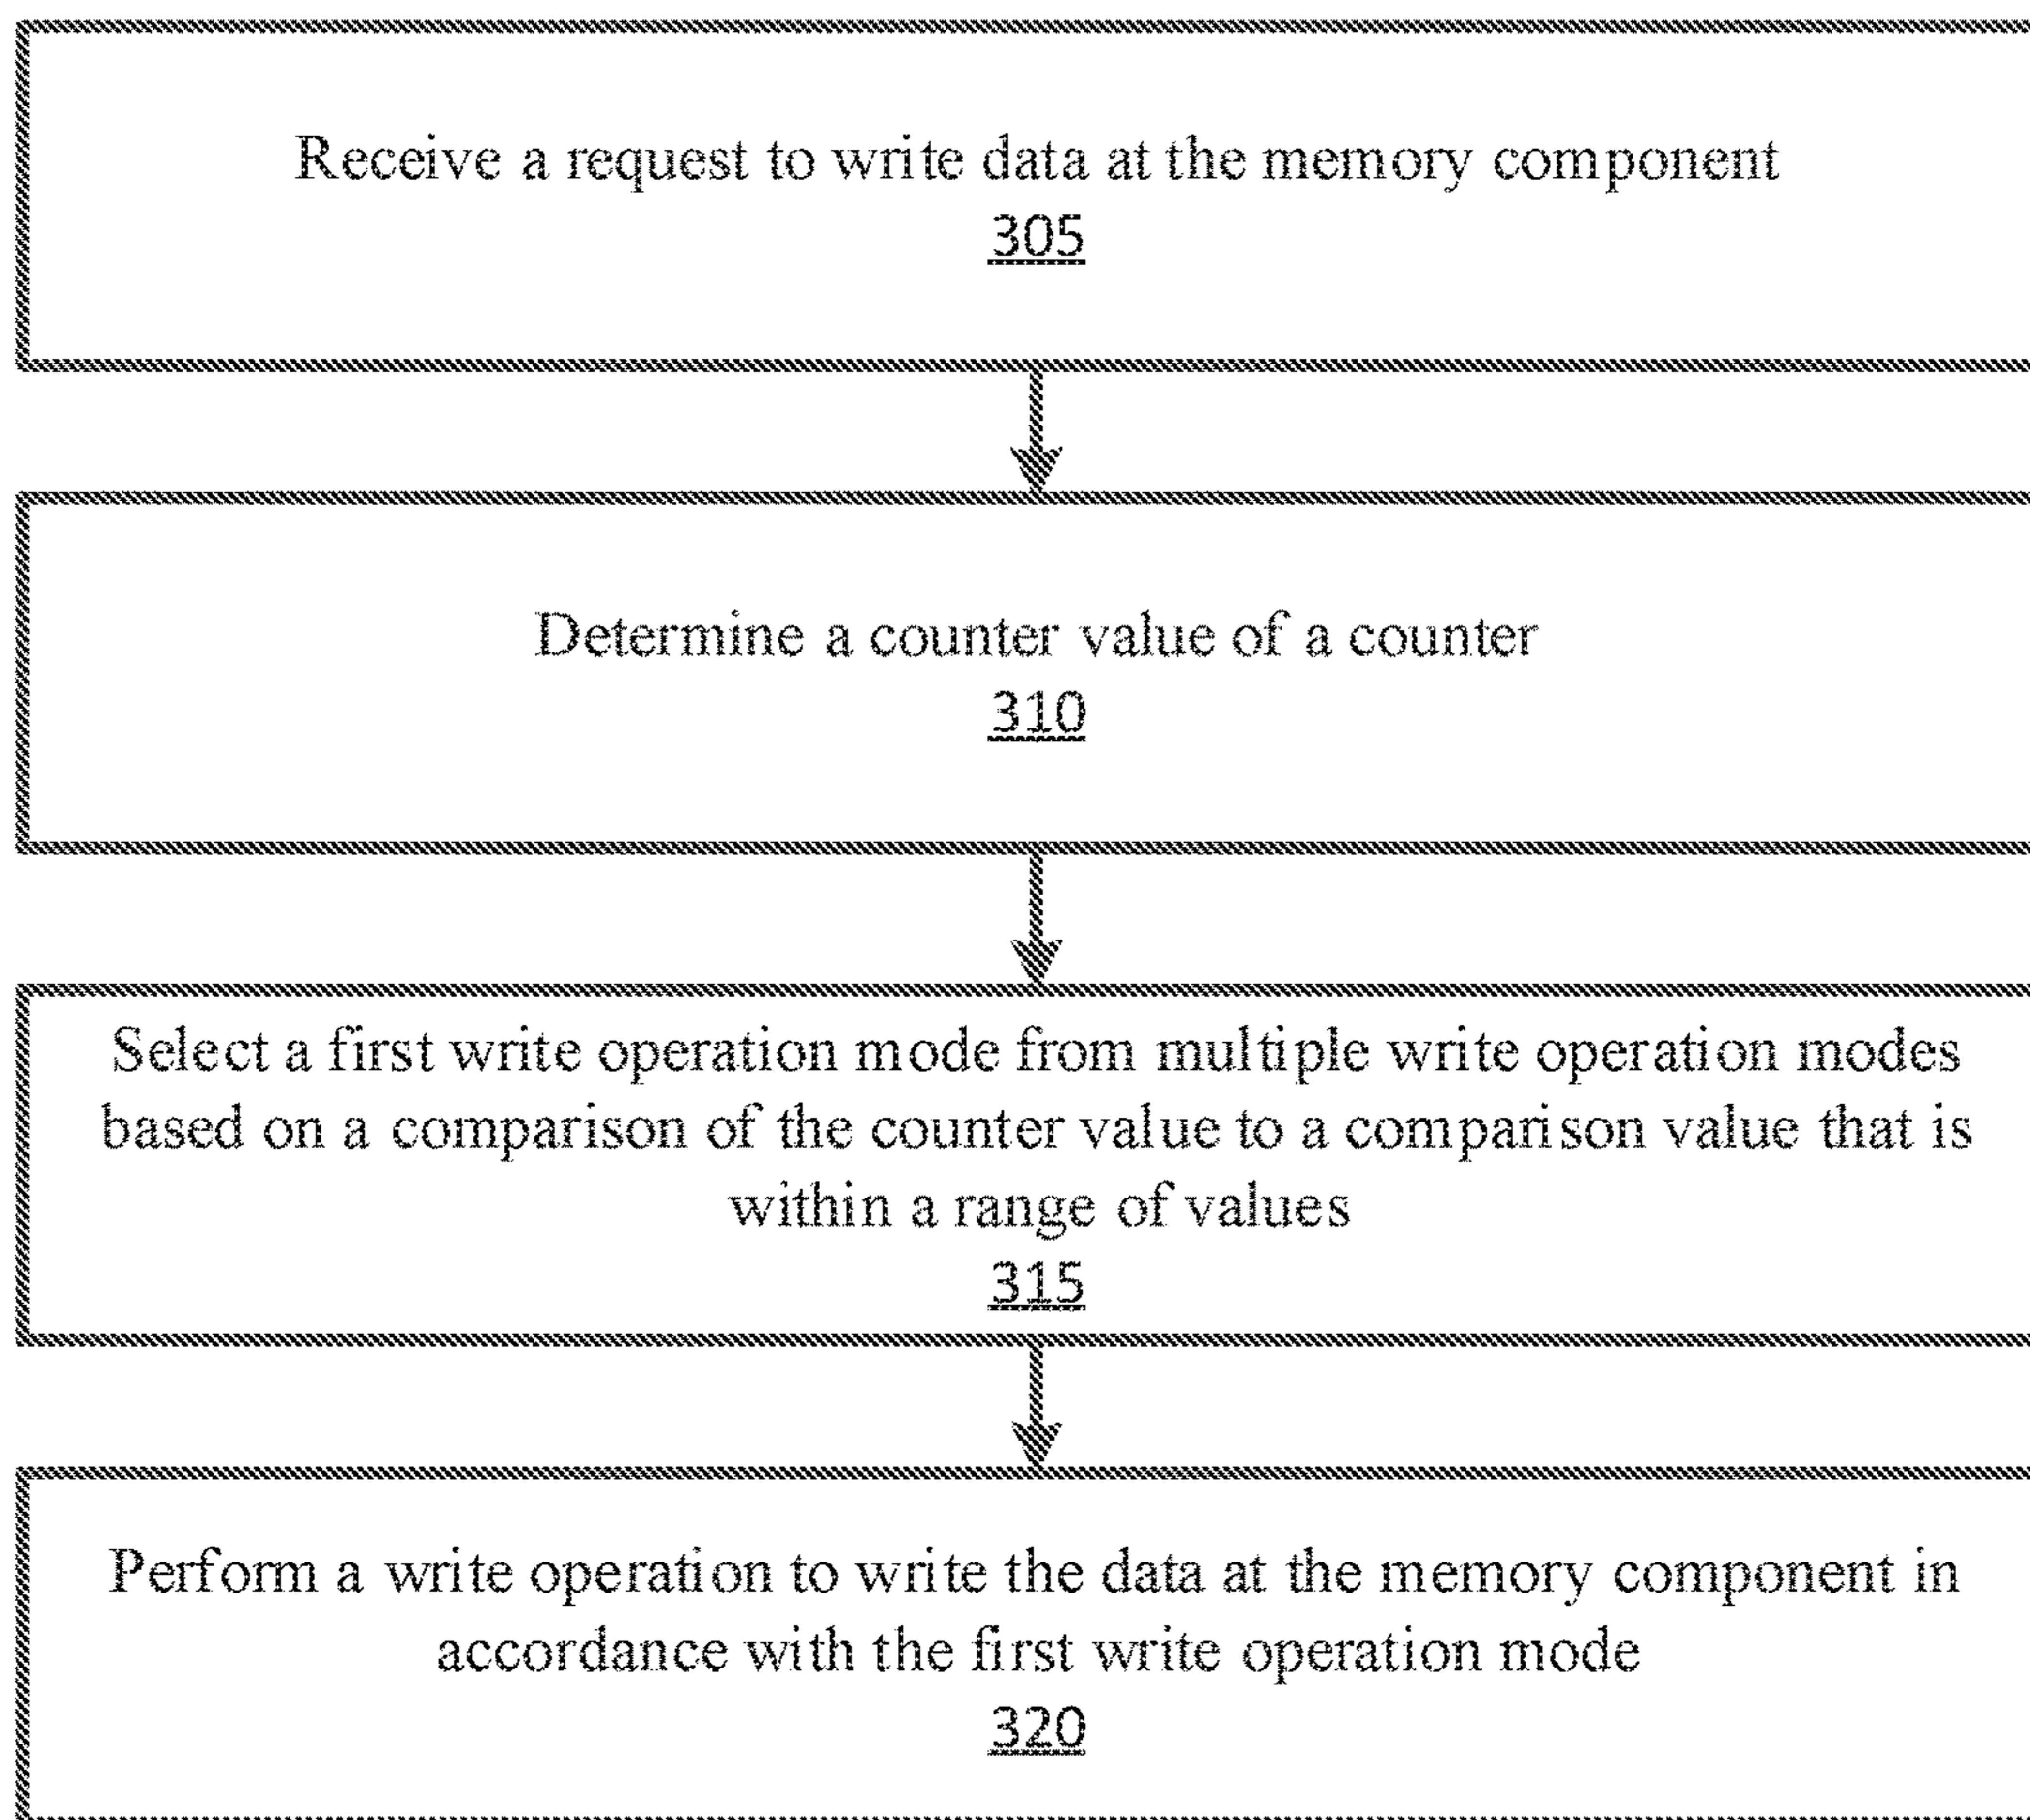 Receive a request to write data at the memory component
305
Determine a counter value of a counter
310
Select a first write operation mode from multiple write operation modes
based on a comparison of the counter value to a comparison value that is
within a range of values
315
Perform a write operation to write the data at the memory component in
accordance with the first write operation mode
320